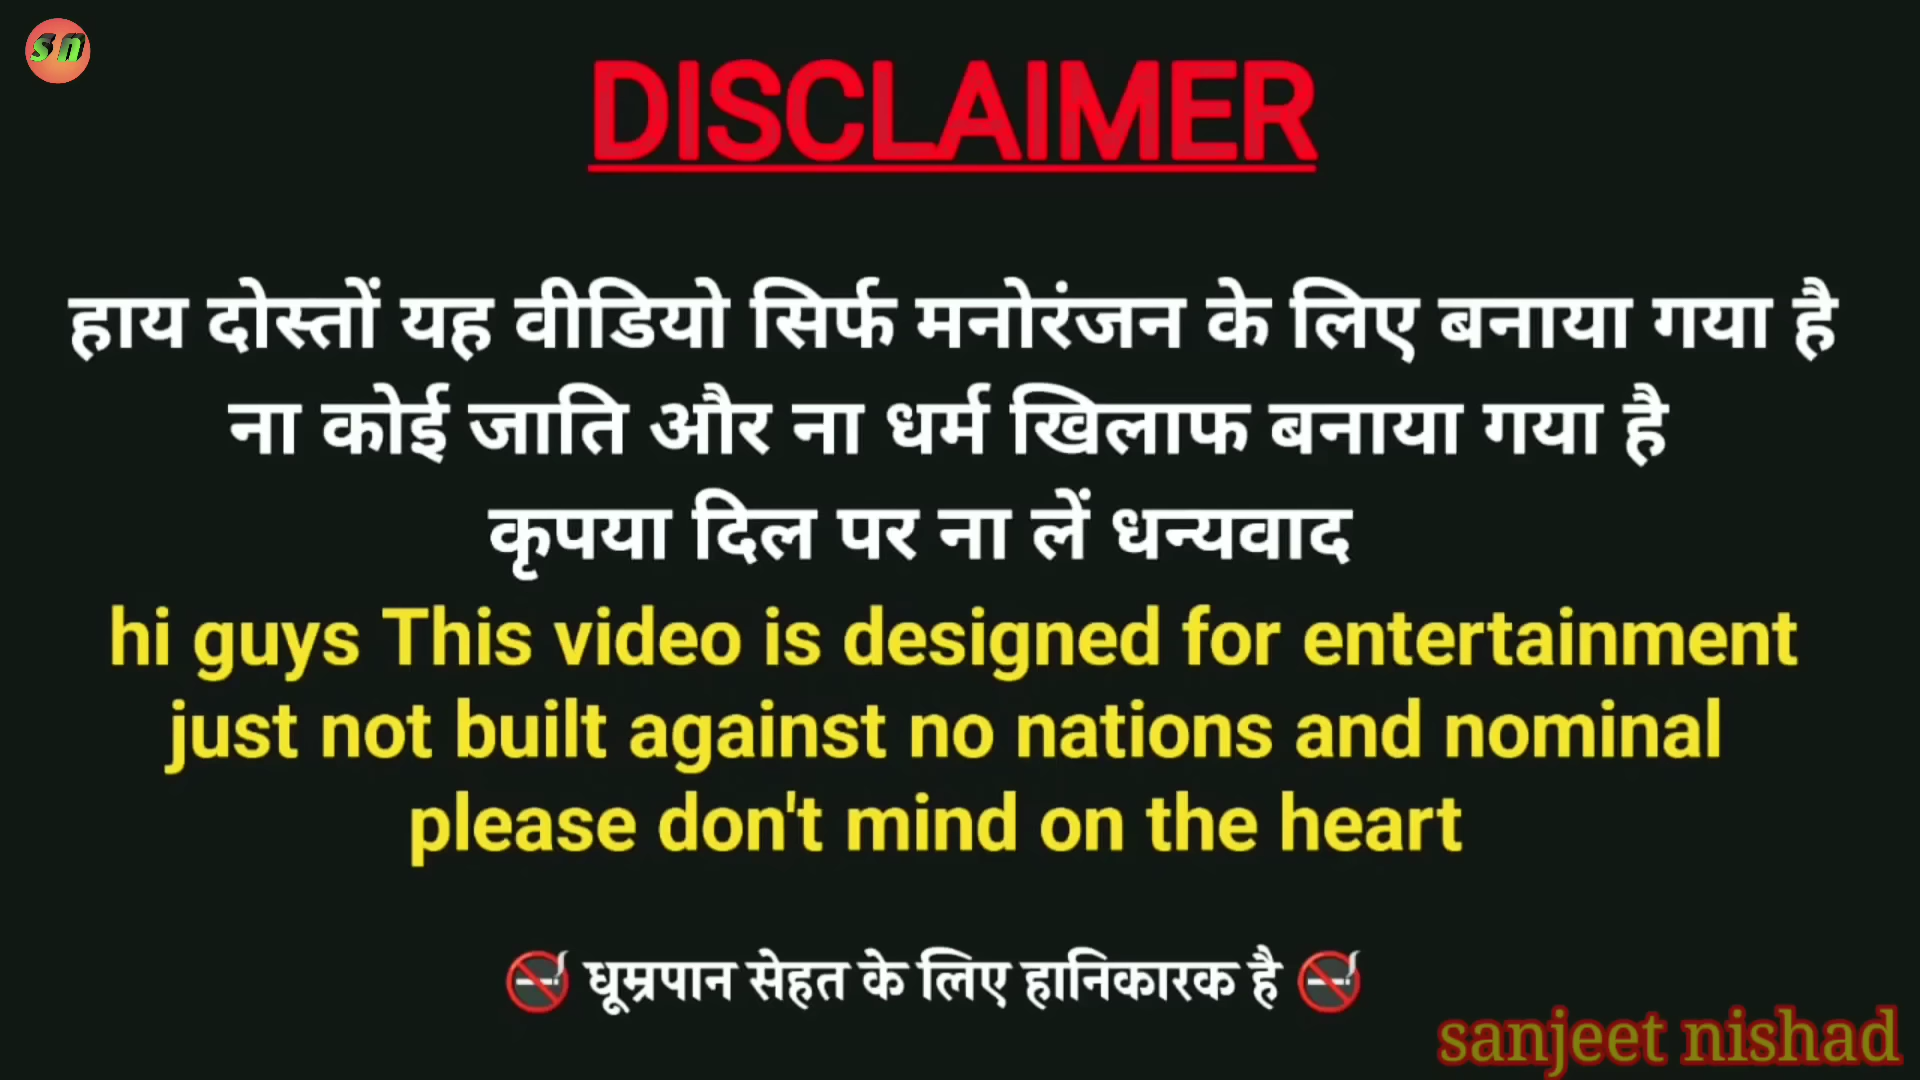 sn
DISCLAIMER
हाय दोस्तों यह वीडियो सिर्फ मनोरंजन के लिए बनाया गया है
ना कोई जाति और ना धर्म खिलाफ बनाया गया है
कृपया दिल पर ना लें धन्यवाद
hi guys This video is designed for entertainment
just not built against no nations and nominal
please don't mind on the heart
🚭 धूम्रपान सेहत के लिए हानिकारक है 🚭
sanjeet nishad